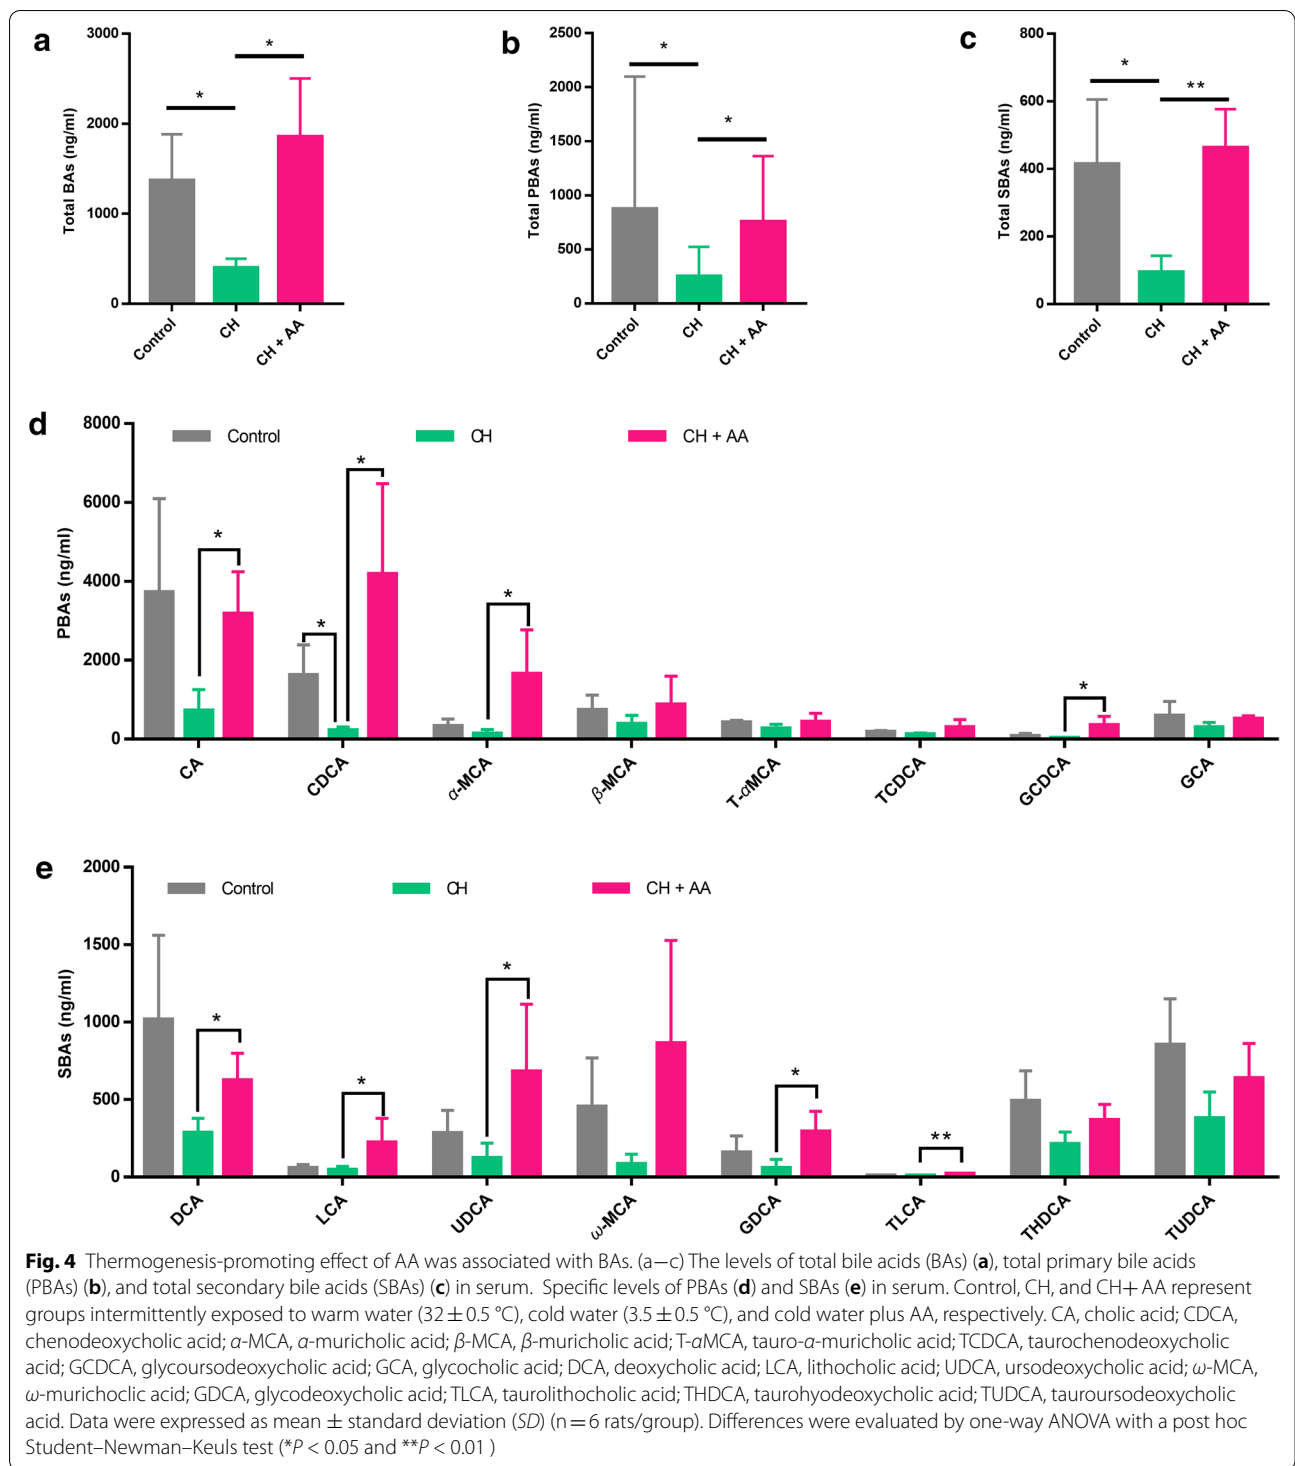 a
*
*
Total BAs (ng/ml)
3000
2000
1000
0
Control
CH
CH + AA
b
*
*
Total PBAs (ng/ml)
2500
2000
1500
1000
500
0
Control
CH
CH + AA
c
*
**
Total SBAs (ng/ml)
800
600
400
200
0
Control
CH
CH + AA
d
Control
CH
CH + AA
PBAs (ng/ml)
8000
6000
4000
2000
0
*
*
*
*
*
CA
CDCA
α-MCA
β-MCA
T-αMCA
TCDCA
GCDCA
GCA
e
Control
CH
CH + AA
SBAs (ng/ml)
2000
1500
1000
500
0
*
*
*
*
**
DCA
LCA
UDCA
ω-MCA
GDCA
TLCA
THDCA
TUDCA
Fig. 4 Thermogenesis-promoting effect of AA was associated with BAs. (a–c) The levels of total bile acids (BAs) (a), total primary bile acids
(PBAs) (b), and total secondary bile acids (SBAs) (c) in serum. Specific levels of PBAs (d) and SBAs (e) in serum. Control, CH, and CH+ AA represent
groups intermittently exposed to warm water (32 ± 0.5 °C), cold water (3.5 ± 0.5 °C), and cold water plus AA, respectively. CA, cholic acid; CDCA,
chenodeoxycholic acid; α-MCA, α-muricholic acid; β-MCA, β-muricholic acid; T-αMCA, tauro-α-muricholic acid; TCDCA, taurochenodeoxycholic
acid; GCDCA, glycoursodeoxycholic acid; GCA, glycocholic acid; DCA, deoxycholic acid; LCA, lithocholic acid; UDCA, ursodeoxycholic acid; ω-MCA,
ω-murichoclic acid; GDCA, glycodeoxycholic acid; TLCA, taurolithocholic acid; THDCA, taurohyodeoxycholic acid; TUDCA, tauroursodeoxycholic
acid. Data were expressed as mean ± standard deviation (SD) (n = 6 rats/group). Differences were evaluated by one-way ANOVA with a post hoc
Student–Newman–Keuls test (*P < 0.05 and **P < 0.01 )